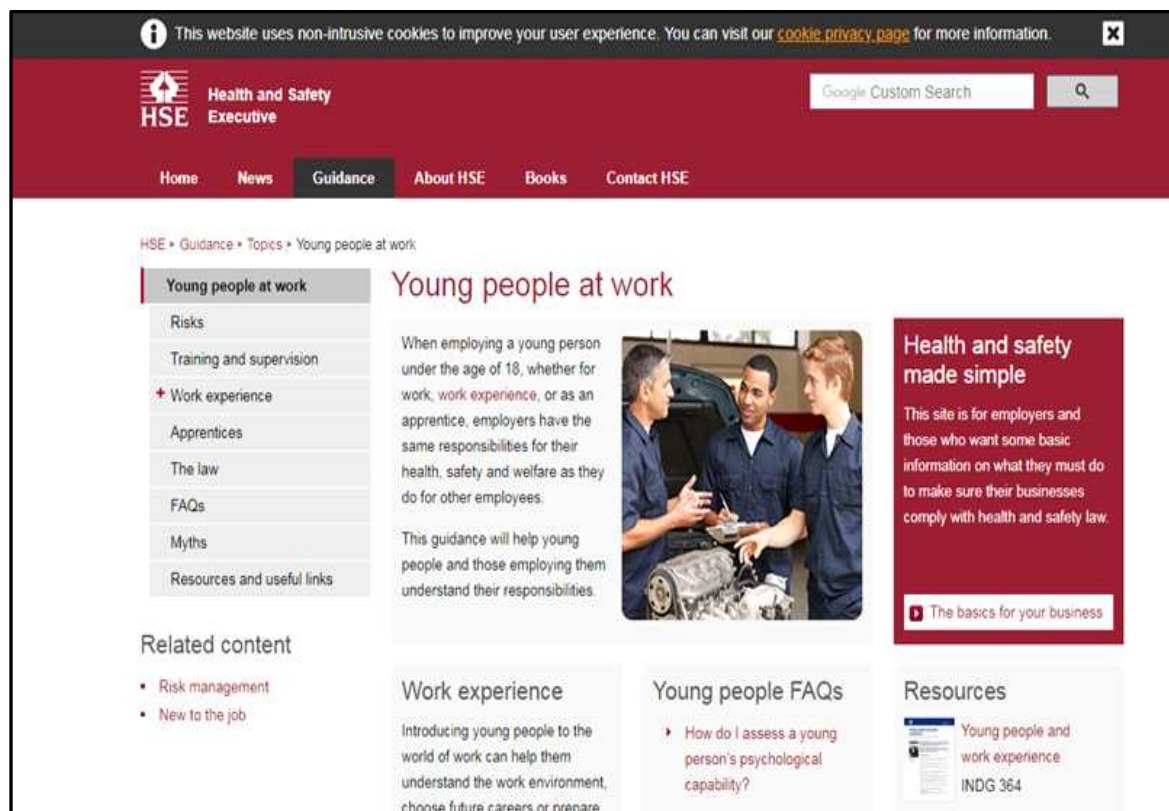 This website uses non-intrusive cookies to improve your user experience. You can visit our cookie privacy page for more information.
HSE
Health and Safety
Executive
Google Custom Search
Home News Guidance About HSE Books Contact HSE
HSE Guidance Topics Young people at work
Young people at work
Risks
Training and supervision
+ Work experience
Apprentices
The law
FAQs
Myths
Resources and useful links
Related content
Risk management
New to the job
Young people at work
When employing a young person
under the age of 18, whether for
work, work experience, or as an
apprentice, employers have the
same responsibilities for their
health, safety and welfare as they
do for other employees.
This guidance will help young
people and those employing them
understand their responsibilities.
Health and safety
made simple
This site is for employers and
those who want some basic
information on what they must do
to make sure their businesses
comply with health and safety law.
The basics for your business
Work experience
Introducing young people to the
world of work can help them
understand the work environment,
choose future careers or prepare
Young people FAQs
How do I assess a young
person's psychological
capability?
Resources
Young people and
work experience
INDG 364